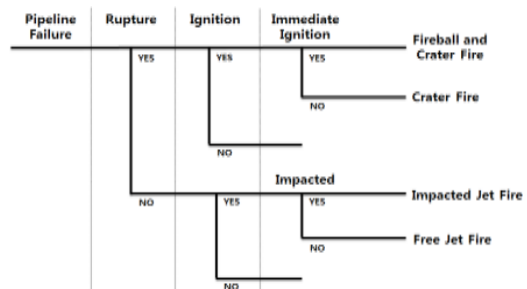 Pipeline Failure
Rupture
Ignition
Immediate Ignition
YES
YES
YES
Fireball and Crater Fire
NO
Crater Fire
NO
Impacted
NO
YES
YES
Impacted Jet Fire
NO
Free Jet Fire
NO